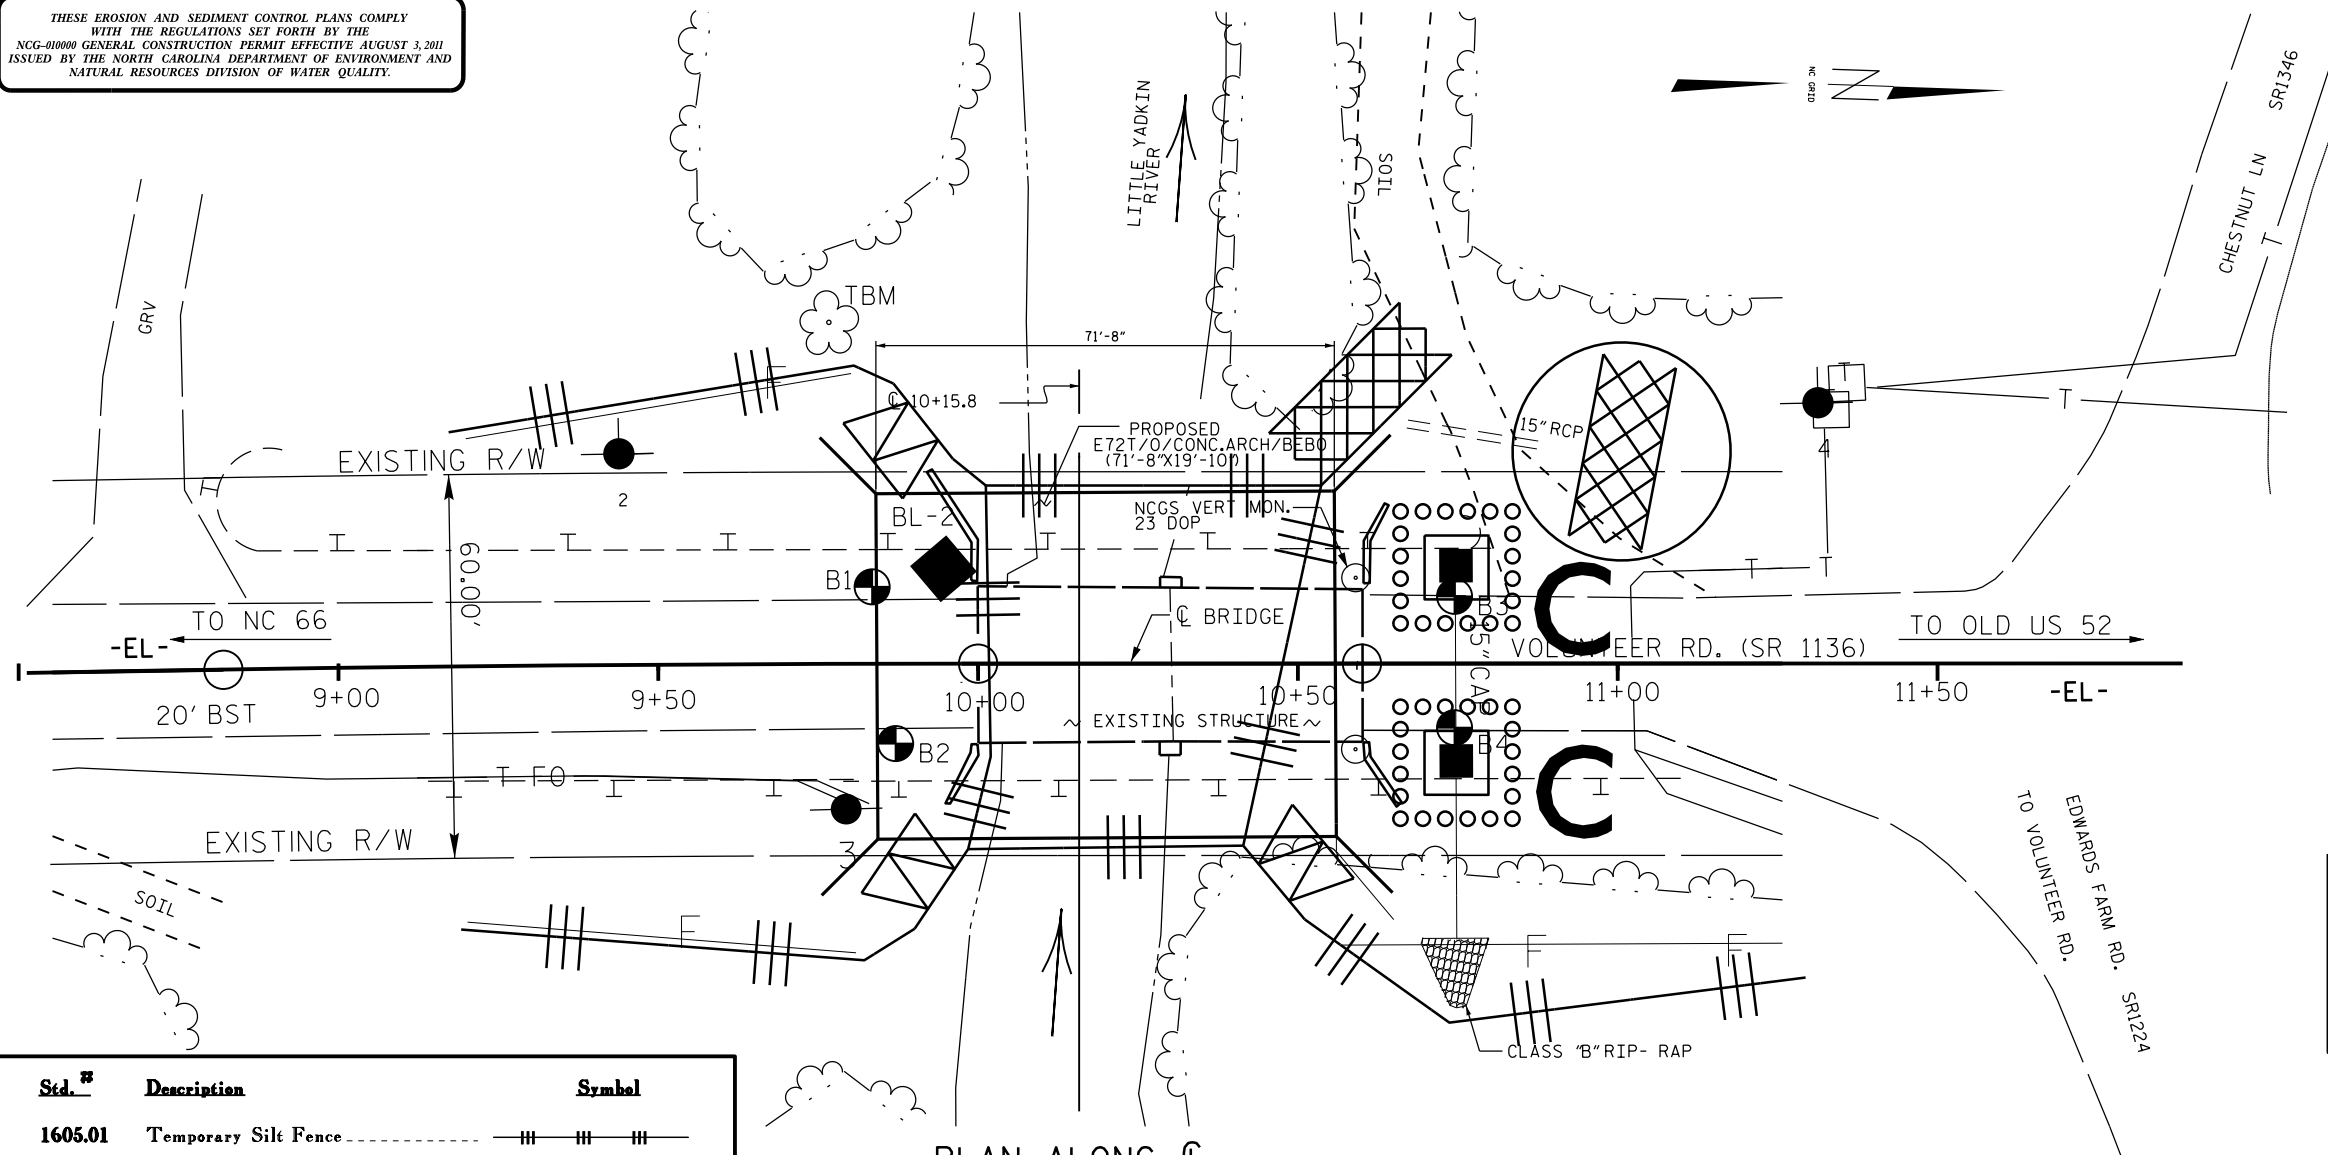 THESE EROSION AND SEDIMENT CONTROL PLANS COMPLY
WITH THE REGULATIONS SET FORTH BY THE
NCG-010000 GENERAL CONSTRUCTION PERMIT EFFECTIVE AUGUST 3, 2011
ISSUED BY THE NORTH CAROLINA DEPARTMENT OF ENVIRONMENT AND
NATURAL RESOURCES DIVISION OF WATER QUALITY.
NC GRID
N
SR1346
CHESTNUT LN
LITTLE YADKIN
RIVER
SOIL
T
GRV
TBM
71'-8"
T
F
℄ 10+15.8
T
PROPOSED
E72T/O/CONC.ARCH/BEBO
(71'-8"X19'-10")
15" RCP
4
EXISTING R/W
2
NCGS VERT MON.
23 DOP
BL-2
60.00'
T
T
B1
B3
C
TO NC 66
℄ BRIDGE
15" CAP
VOLUNTEER RD. (SR 1136)
TO OLD US 52
-EL-
9+00
9+50
10+00
10+50
11+00
11+50
-EL-
20' BST
~ EXISTING STRUCTURE ~
B2
B4
C
T FO
EXISTING R/W
3
SOIL
TO VOLUNTEER RD.
EDWARDS FARM RD. SR1224
F
F
F
CLASS "B" RIP- RAP
Std. # Description Symbol
1605.01 Temporary Silt Fence
PLAN ALONG ℄